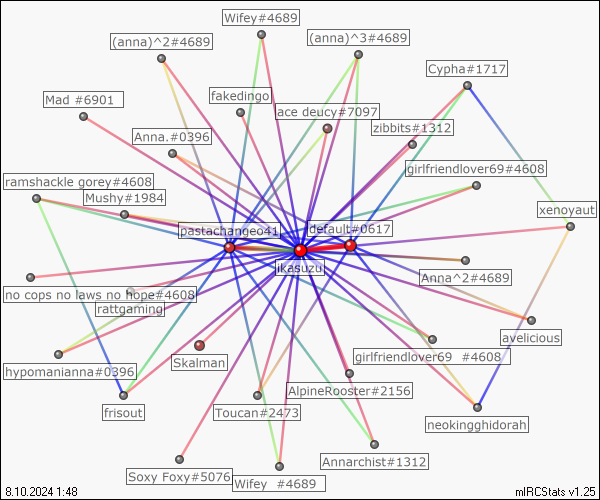 Wifey#4689
(anna)^2#4689
(anna)^3#4689
Cypha#1717
Mad #6901
fakedingo
ace deucy#7097
zibbits#1312
Anna.#0396
girlfriendlover69#4608
ramshackle gorey#4608
Mushy#1984
xenoyaut
pastachangeo41
default#0617
ikasuzu
Anna^2#4689
no cops no laws no hope#4608
rattgaming
avelicious
Skalman
girlfriendlover69 #4608
hypomanianna#0396
AlpineRooster#2156
frisout
Toucan#2473
neokingghidorah
Annarchist#1312
Soxy Foxy#5076
Wifey #4689
8.10.2024 1:48
mIRCStats v1.25